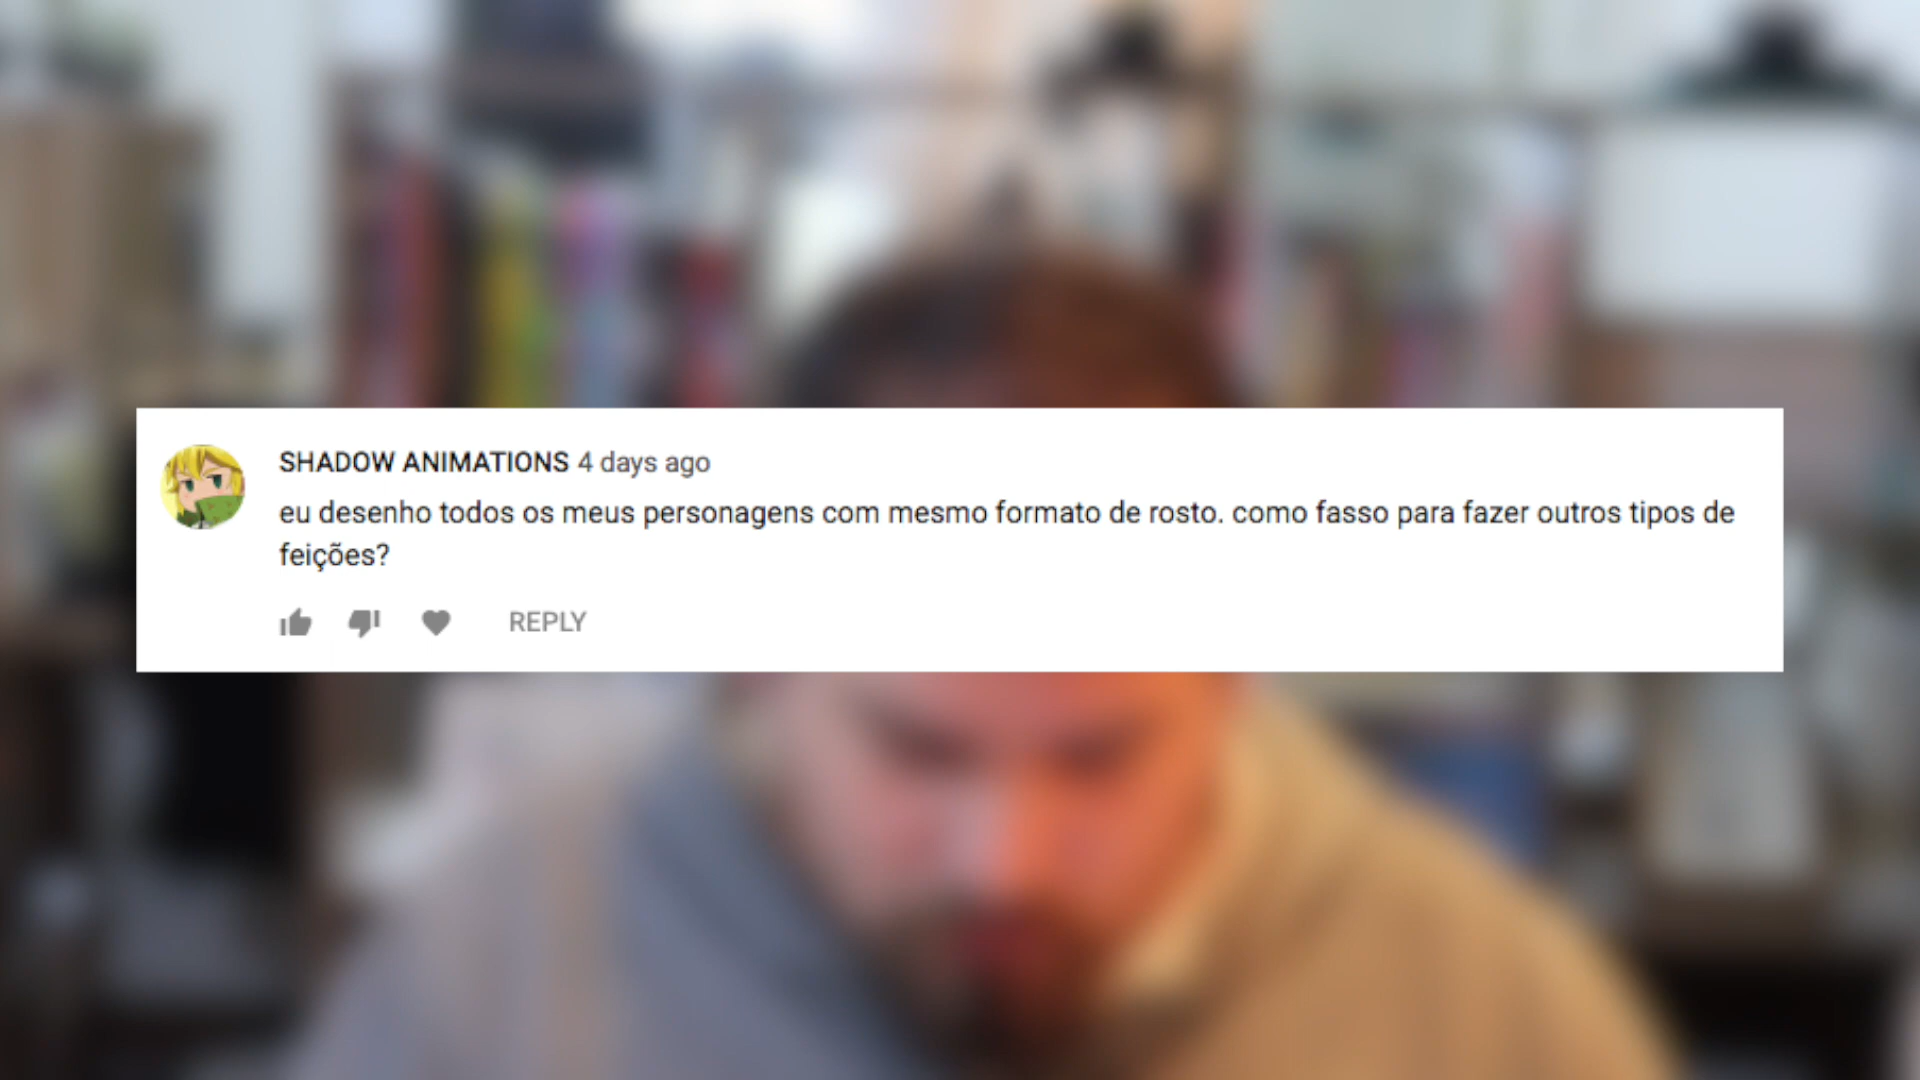 SHADOW ANIMATIONS 4 days ago
eu desenho todos os meus personagens com mesmo formato de rosto. como fasso para fazer outros tipos de
feições?
REPLY